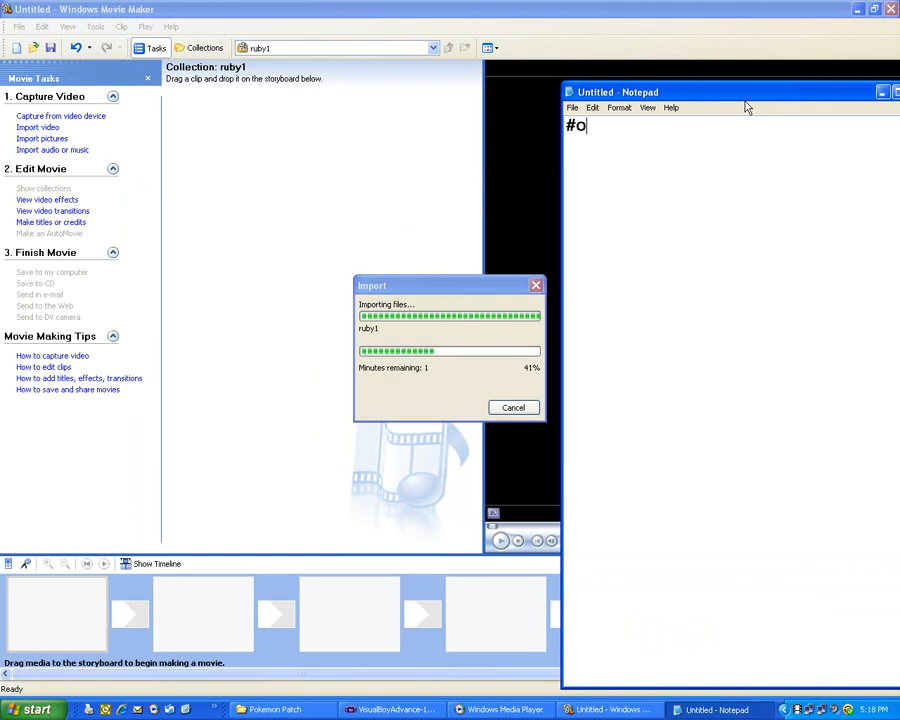 Untitled - Windows Movie Maker
File Edit View Tools Clip Play Help
Tasks Collections ruby1
Movie Tasks
Collection: ruby1
Drag a clip and drop it on the storyboard below.
1. Capture Video
Capture from video device
Import video
Import pictures
Import audio or music
2. Edit Movie
Show collections
View video effects
View video transitions
Make titles or credits
Make an AutoMovie
3. Finish Movie
Save to my computer
Save to CD
Send in e-mail
Send to the Web
Send to DV camera
Movie Making Tips
How to capture video
How to edit clips
How to add titles, effects, transitions
How to save and share movies
Import
Importing files...
ruby1
Minutes remaining: 1 41%
Cancel
Untitled - Notepad
File Edit Format View Help
#o
Show Timeline
Drag media to the storyboard to begin making a movie.
Ready
start Pokemon Patch VisualBoyAdvance-1... Windows Media Player Untitled - Windows ... Untitled - Notepad 5:18 PM